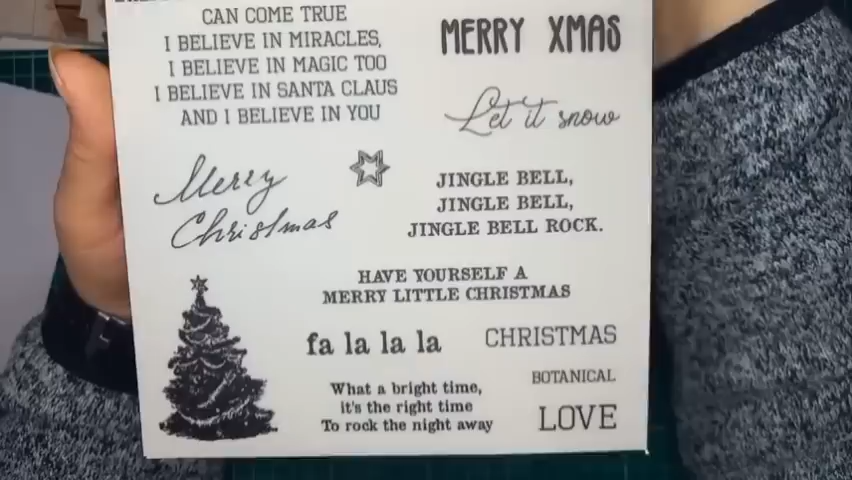 CAN COME TRUE
I BELIEVE IN MIRACLES,
I BELIEVE IN MAGIC TOO
I BELIEVE IN SANTA CLAUS
AND I BELIEVE IN YOU
MERRY XMAS
Let it snow
Merry
Christmas
JINGLE BELL,
JINGLE BELL,
JINGLE BELL ROCK.
HAVE YOURSELF A
MERRY LITTLE CHRISTMAS
fa la la la
CHRISTMAS
BOTANICAL
LOVE
What a bright time,
it's the right time
To rock the night away